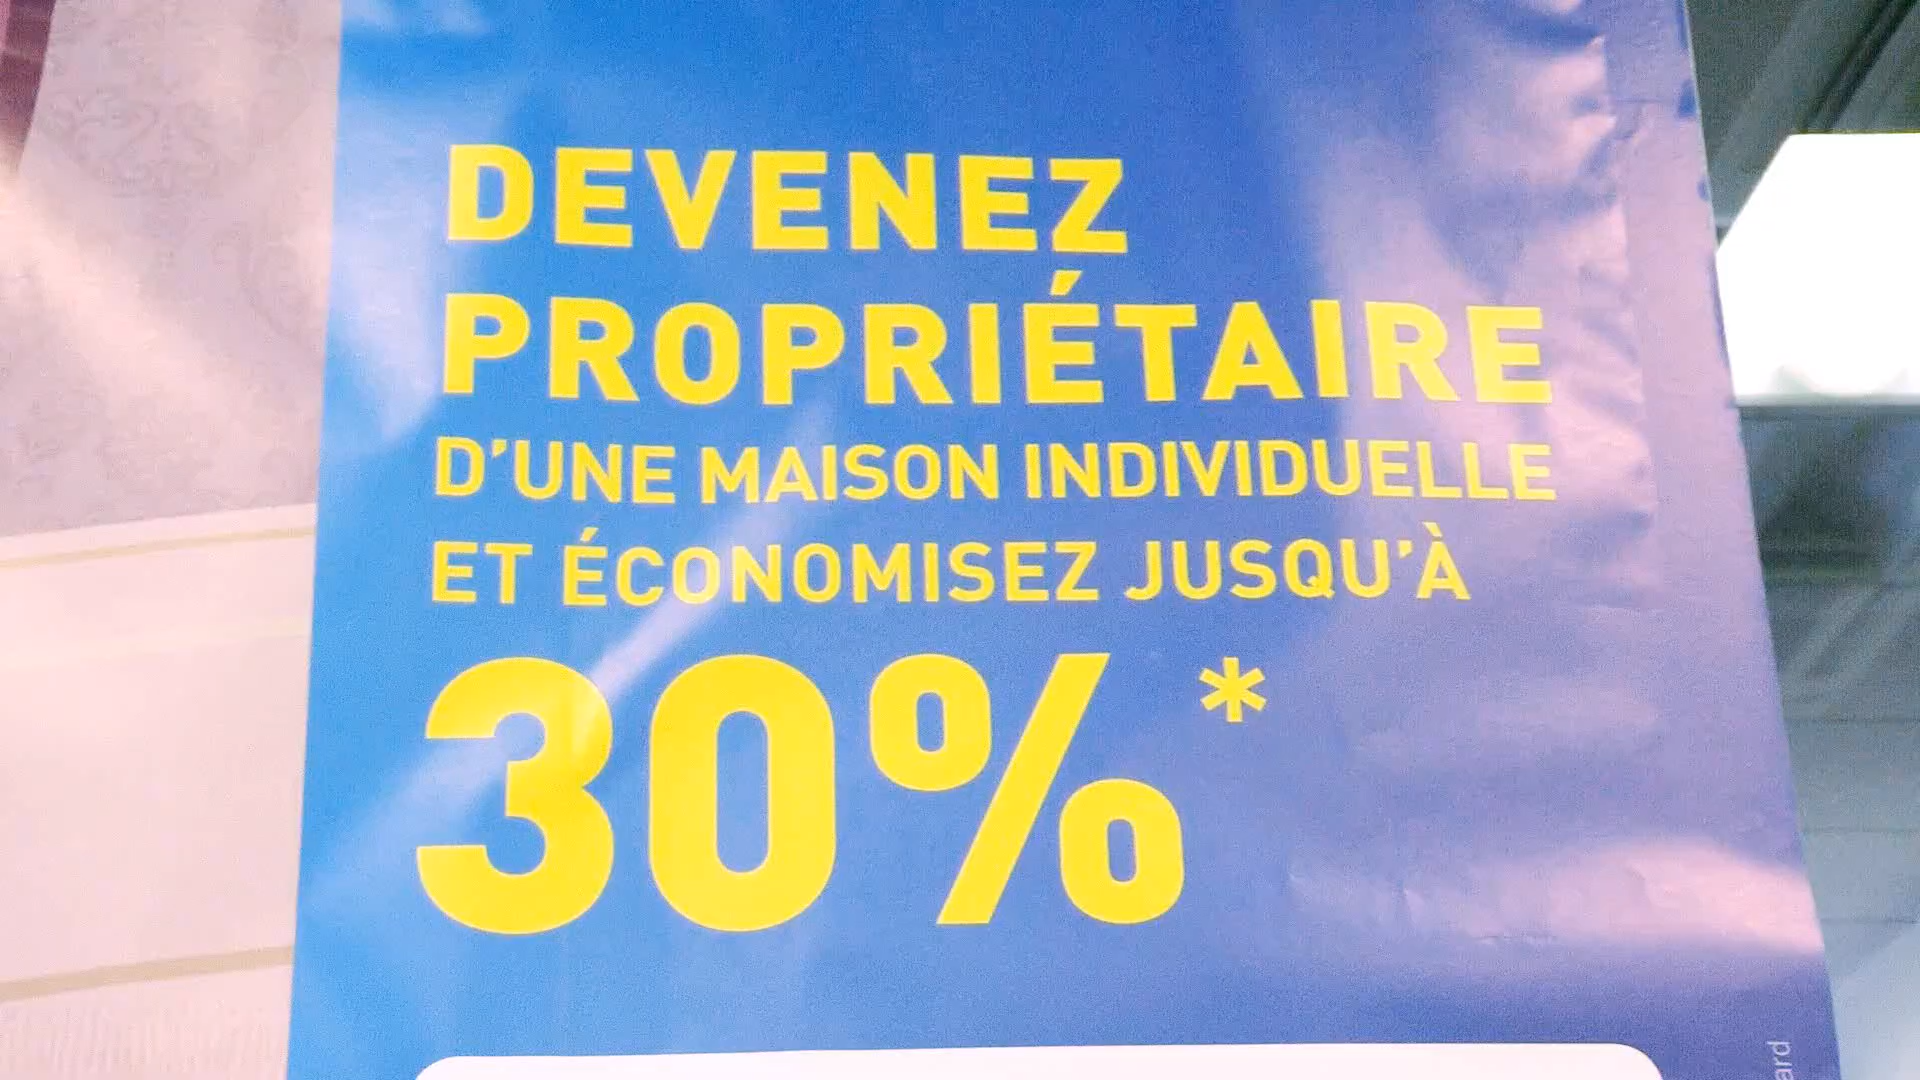 DEVENEZ
PROPRIÉTAIRE
D'UNE MAISON INDIVIDUELLE
ET ÉCONOMISEZ JUSQU'À
30%*